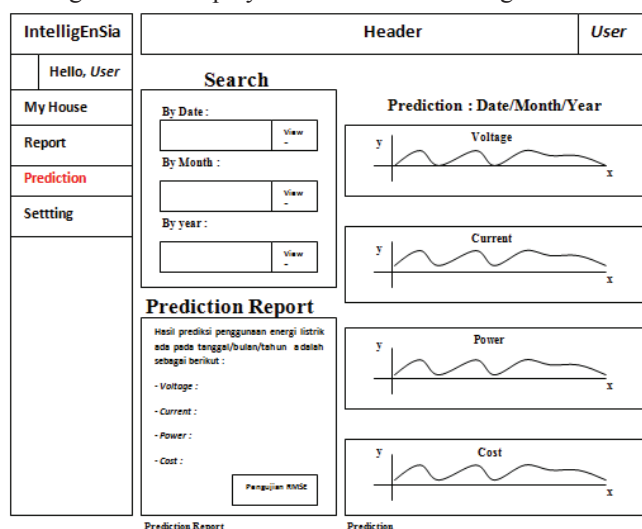 IntelligEnSia
Header
User
Hello, User
My House
Report
Prediction
Settting
Search
By Date :
View
By Month :
View
By year :
View
Prediction Report
Hasil prediksi penggunaan energi listrik
ada pada tanggal/bulan/tahun adalah
sebagai berikut :
- Voltage :
- Current :
- Power :
- Cost :
Pengujian RMSE
Prediction : Date/Month/Year
Voltage
y
x
Current
y
x
Power
y
x
Cost
y
x
Prediction Report
Prediction